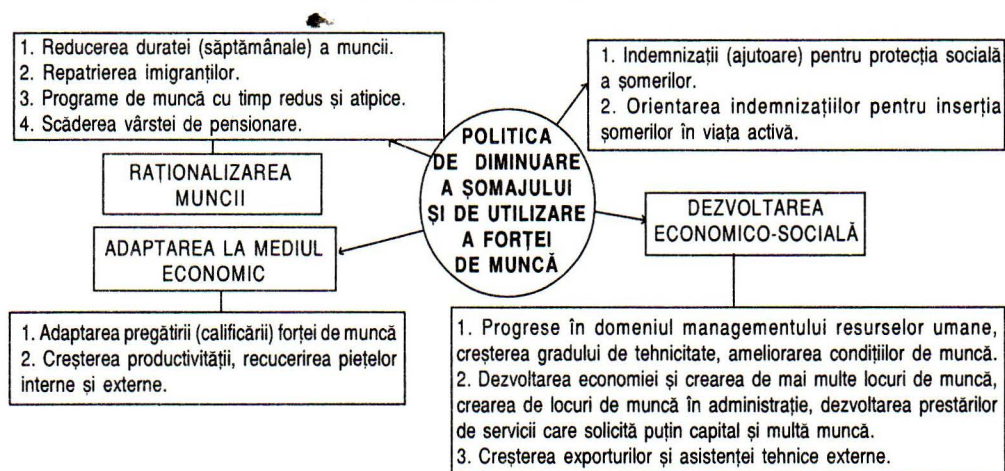 1. Reducerea duratei (săptămânale) a muncii.
2. Repatrierea imigranților.
3. Programe de muncă cu timp redus și atipice.
4. Scăderea vârstei de pensionare.
RAȚIONALIZAREA
MUNCII
1. Indemnizații (ajutoare) pentru protecția socială
a șomerilor.
2. Orientarea indemnizațiilor pentru inserția
șomerilor în viața activă.
POLITICA
DE DIMINUARE
A ȘOMAJULUI
ȘI DE UTILIZARE
A FORȚEI
DE MUNCĂ
ADAPTAREA LA MEDIUL
ECONOMIC
1. Adaptarea pregătirii (calificării) forței de muncă
2. Creșterea productivității, recucerirea piețelor
interne și externe.
DEZVOLTAREA
ECONOMICO-SOCIALĂ
1. Progrese în domeniul managementului resurselor umane,
creșterea gradului de tehnicitate, ameliorarea condițiilor de muncă.
2. Dezvoltarea economiei și crearea de mai multe locuri de muncă,
crearea de locuri de muncă în administrație, dezvoltarea prestărilor
de servicii care solicită puțin capital și multă muncă.
3. Creșterea exporturilor și asistenței tehnice externe.